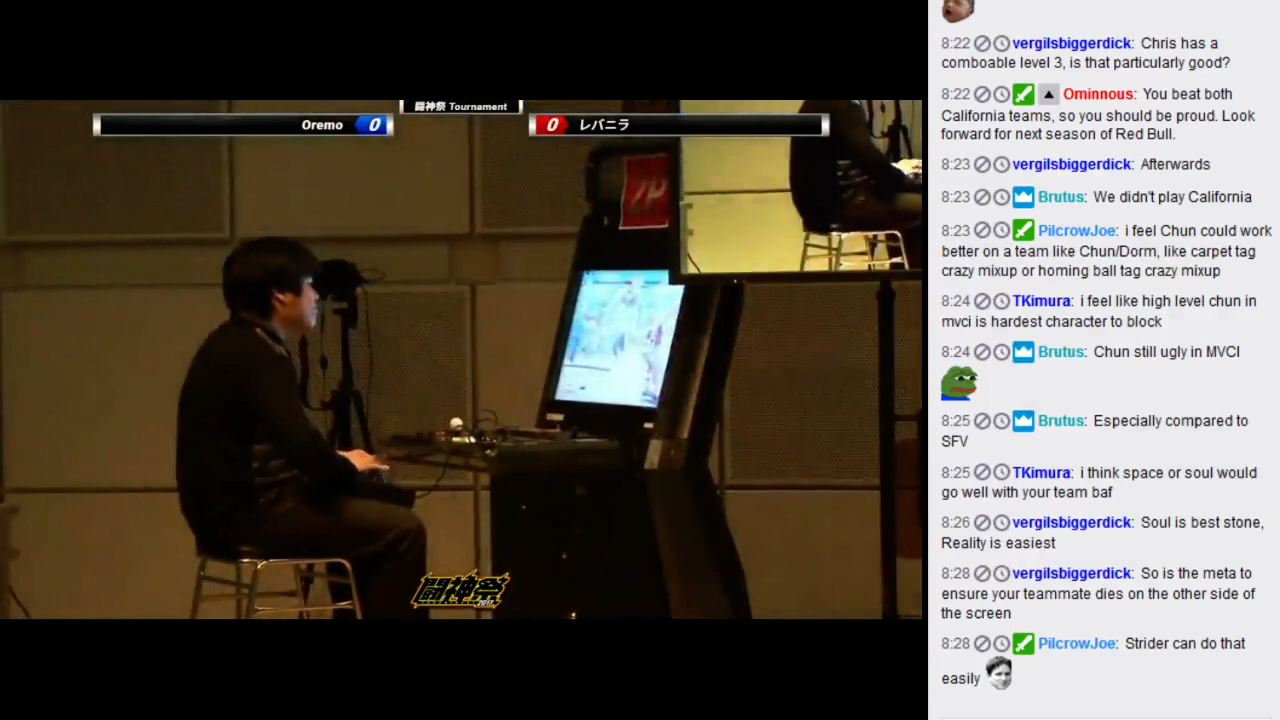 闘神祭 Tournament
Oremo 0
0 レバニラ
闘神祭
2017
8:22 vergilsbiggerdick: Chris has a
comboable level 3, is that particularly good?
8:22 Ominnous: You beat both
California teams, so you should be proud. Look
forward for next season of Red Bull.
8:23 vergilsbiggerdick: Afterwards
8:23 Brutus: We didn't play California
8:23 PilcrowJoe: i feel Chun could work
better on a team like Chun/Dorm, like carpet tag
crazy mixup or homing ball tag crazy mixup
8:24 TKimura: i feel like high level chun in
mvci is hardest character to block
8:24 Brutus: Chun still ugly in MVCI
8:25 Brutus: Especially compared to
SFV
8:25 TKimura: i think space or soul would
go well with your team baf
8:26 vergilsbiggerdick: Soul is best stone,
Reality is easiest
8:28 vergilsbiggerdick: So is the meta to
ensure your teammate dies on the other side of
the screen
8:28 PilcrowJoe: Strider can do that
easily